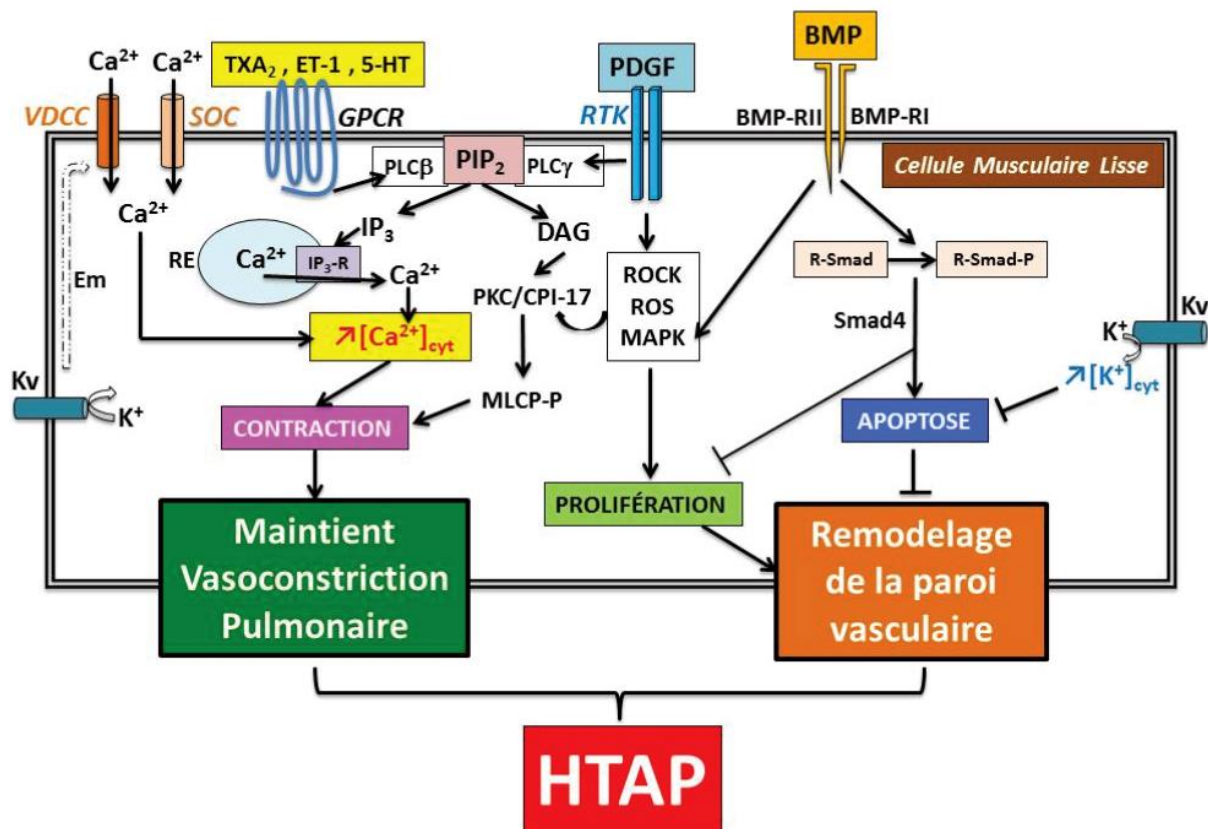 Ca²⁺
Ca²⁺
TXA₂ , ET-1 , 5-HT
PDGF
BMP
VDCC
SOC
GPCR
RTK
BMP-RII
BMP-RI
PLCβ
PIP₂
PLCγ
Cellule Musculaire Lisse
Ca²⁺
IP₃
DAG
RE
Ca²⁺
IP₃-R
Ca²⁺
Em
PKC/CPI-17
ROCK
ROS
MAPK
R-Smad
R-Smad-P
Smad4
↗[Ca²⁺]cyt
Kv
K⁺
Kv
K⁺
↗[K⁺]cyt
MLCP-P
CONTRACTION
APOPTOSE
PROLIFÉRATION
Maintient
Vasoconstriction
Pulmonaire
Remodelage
de la paroi
vasculaire
HTAP